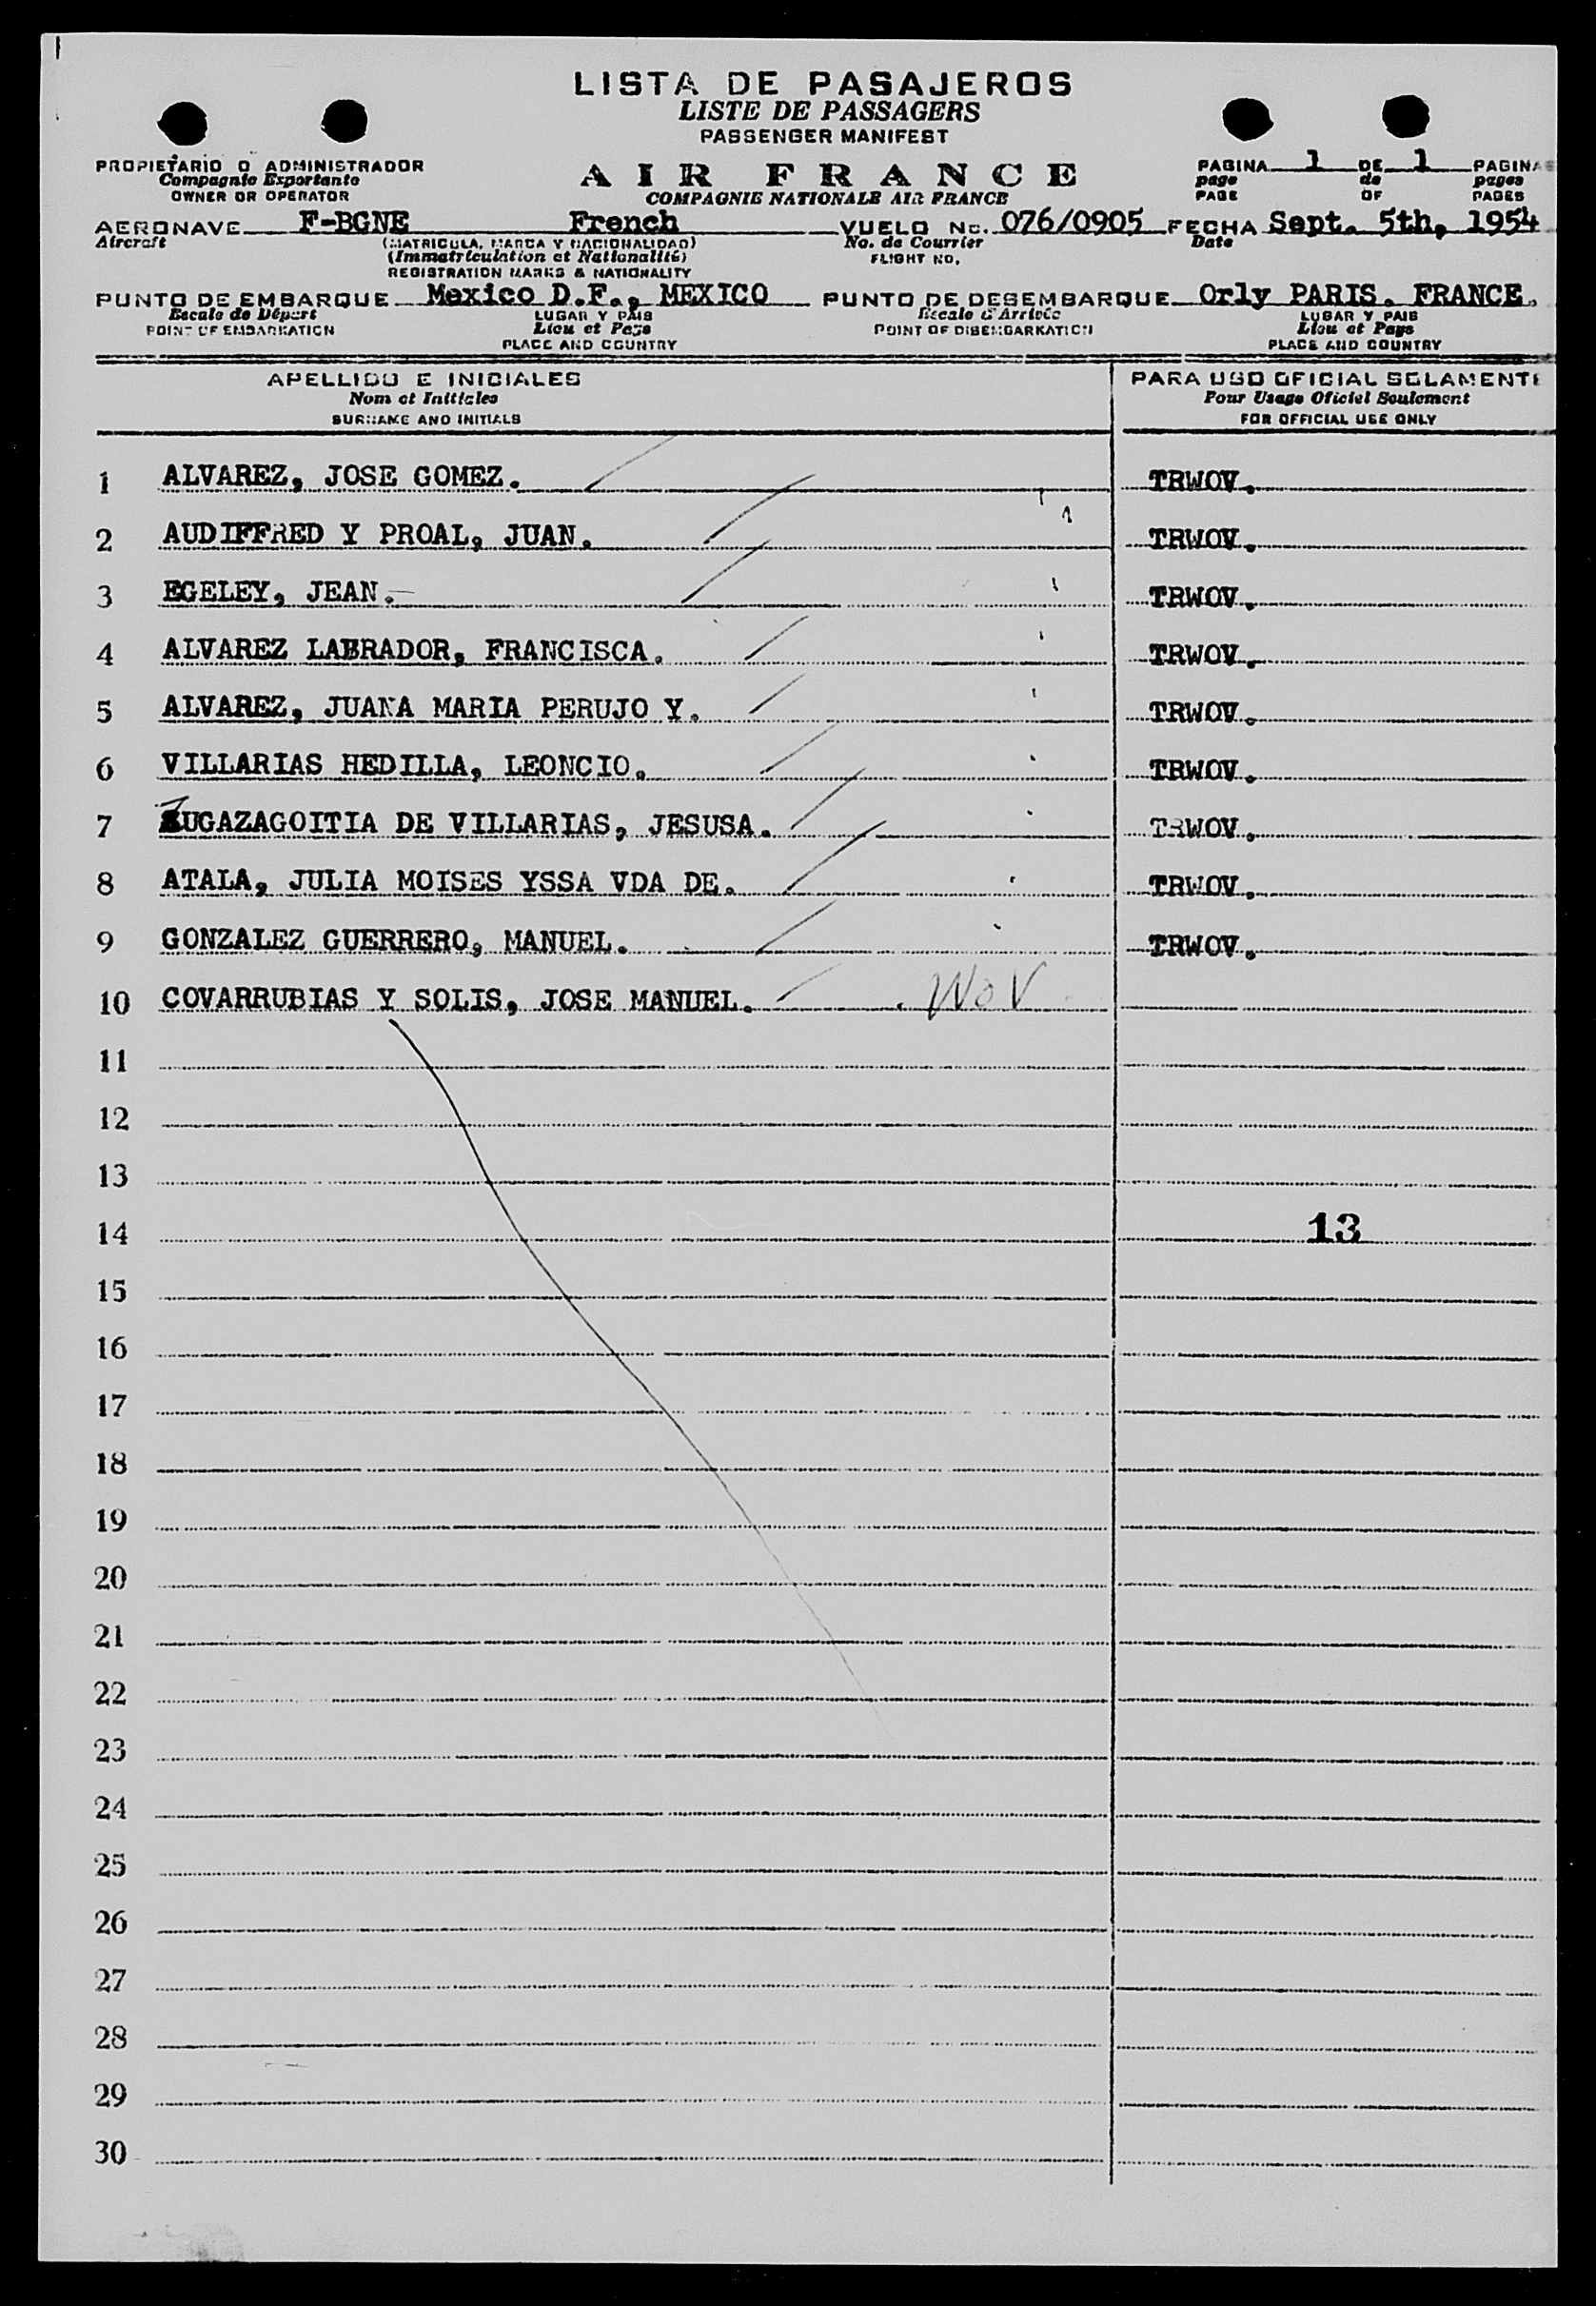 LISTA DE PASAJEROS
LISTE DE PASSAGERS
PASSENGER MANIFEST
PROPIETARIO O ADMINISTRADOR
Compagnie Exportante
OWNER OR OPERATOR
AIR FRANCE
COMPAGNIE NATIONALE AIR FRANCE
PAGINA 1 DE 1 PAGINAS
page de pages
PAGE OF PAGES
AERONAVE F-BGNE French VUELO No. 076/0905 FECHA Sept. 5th, 1954
Aircraft (MATRICULA, MARCA Y NACIONALIDAD) No. de Courrier Date
(Immatriculation et Nationalité) FLIGHT NO.
REGISTRATION MARKS & NATIONALITY
PUNTO DE EMBARQUE Mexico D.F., MEXICO PUNTO DE DESEMBARQUE Orly PARIS. FRANCE.
Escale de Départ LUGAR Y PAIS Escale d'Arrivée LUGAR Y PAIS
POINT OF EMBARKATION Lieu et Pays POINT OF DISEMBARKATION Lieu et Pays
PLACE AND COUNTRY PLACE AND COUNTRY
APELLIDO E INICIALES PARA USO OFICIAL SOLAMENTE
Nom et Initiales Pour Usage Oficiel Seulement
SURNAME AND INITIALS FOR OFFICIAL USE ONLY
1 ALVAREZ, JOSE GOMEZ. TRWOV.
2 AUDIFFRED Y PROAL, JUAN. TRWOV.
3 EGELEY, JEAN. TRWOV.
4 ALVAREZ LABRADOR, FRANCISCA. TRWOV.
5 ALVAREZ, JUANA MARIA PERUJO Y. TRWOV.
6 VILLARIAS HEDILLA, LEONCIO. TRWOV.
7 ZUGAZAGOITIA DE VILLARIAS, JESUSA. TRWOV.
8 ATALA, JULIA MOISES YSSA VDA DE. TRWOV.
9 GONZALEZ GUERRERO, MANUEL. TRWOV.
10 COVARRUBIAS Y SOLIS, JOSE MANUEL. WOV
11
12
13
14 13
15
16
17
18
19
20
21
22
23
24
25
26
27
28
29
30